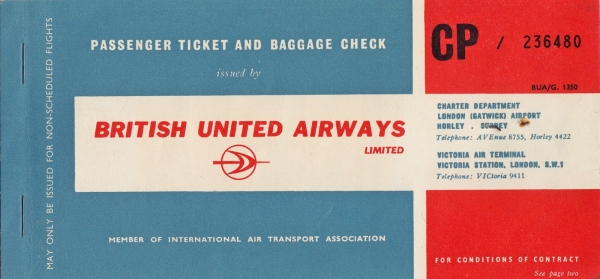 MAY ONLY BE ISSUED FOR NON-SCHEDULED FLIGHTS
PASSENGER TICKET AND BAGGAGE CHECK
issued by
BRITISH UNITED AIRWAYS
LIMITED
MEMBER OF INTERNATIONAL AIR TRANSPORT ASSOCIATION
CP / 236480
BUA/G. 1350
CHARTER DEPARTMENT
LONDON (GATWICK) AIRPORT
HORLEY . SURREY
Telephone: AVEnue 8755, Horley 4422
VICTORIA AIR TERMINAL
VICTORIA STATION, LONDON, S.W.1
Telephone: VICtoria 9411
FOR CONDITIONS OF CONTRACT
See page two